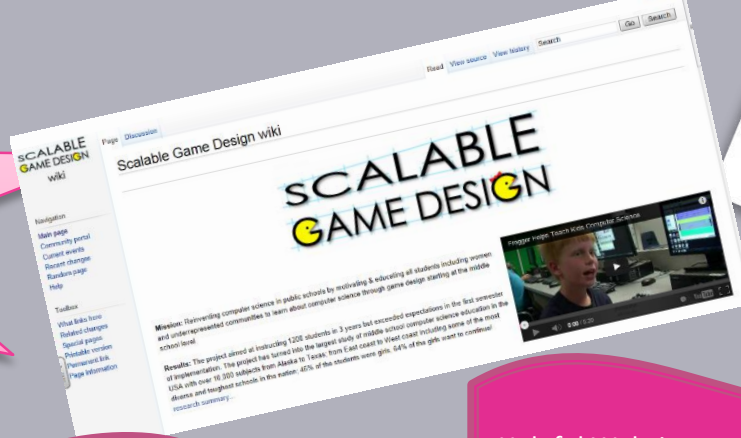 Go Search
Read View source View history Search
Page Discussion
SCALABLE
GAME DESIGN
wiki
Scalable Game Design wiki
SCALABLE
GAME DESIGN
Navigation
Main page
Community portal
Current events
Recent changes
Random page
Help
Toolbox
What links here
Related changes
Special pages
Printable version
Permanent link
Page information
Mission: Reinventing computer science in public schools by motivating & educating all students including women
and underrepresented communities to learn about computer science through game design starting at the middle
school level.
Results: The project aimed at instructing 1200 students in 3 years but exceeded expectations in the first semester
of implementation. The project has turned into the largest study of middle school computer science education in the
USA with over 10,000 subjects from Alaska to Texas, from East coast to West coast including some of the most
diverse and toughest schools in the nation: 45% of the students were girls. 64% of the girls want to continue!
research summary...
Frogger Helps Teach Kids Computer Science